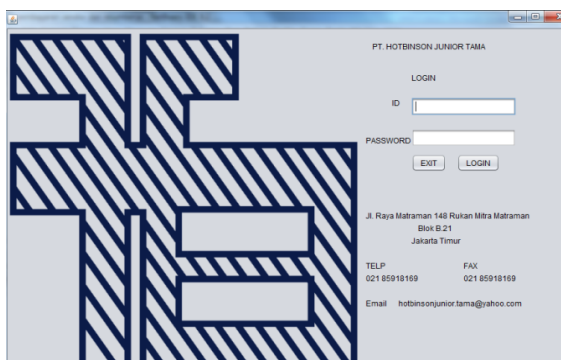 PT. HOTBINSON JUNIOR TAMA
LOGIN
ID
PASSWORD
EXIT LOGIN
Jl. Raya Matraman 148 Rukan Mitra Matraman
Blok B.21
Jakarta Timur
TELP FAX
021 85918169 021 85918169
Email hotbinsonjunior.tama@yahoo.com